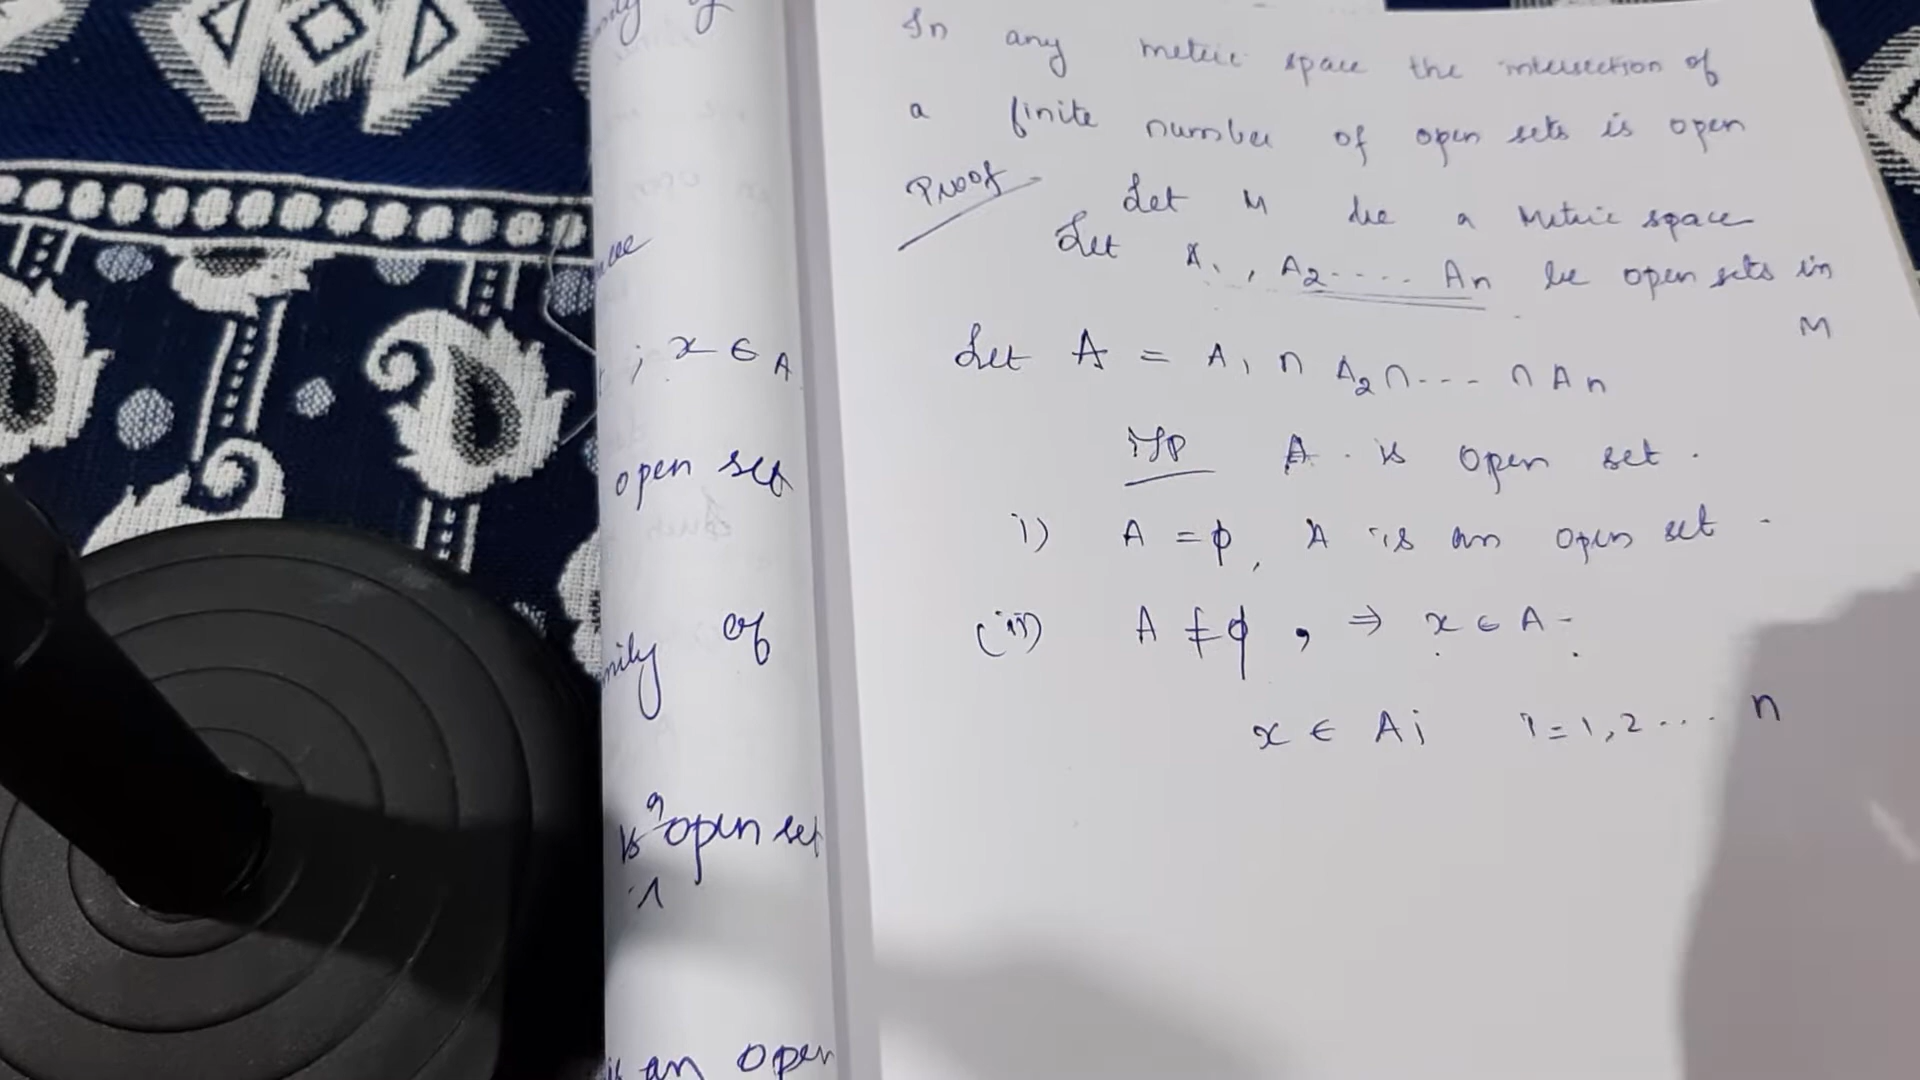 ; x ∈ A
open set
of
open set
is an open
In any metric space the intersection of
a finite number of open sets is open
Proof
Let M be a Metric space
Let A1, A2..... An be open sets in
M
Let A = A1 ∩ A2 ∩ --- ∩ An
A is open set.
i) A = ϕ, A is an open set.
(ii) A ≠ ϕ, ⇒ x ∈ A
x ∈ Ai i = 1, 2 ... n